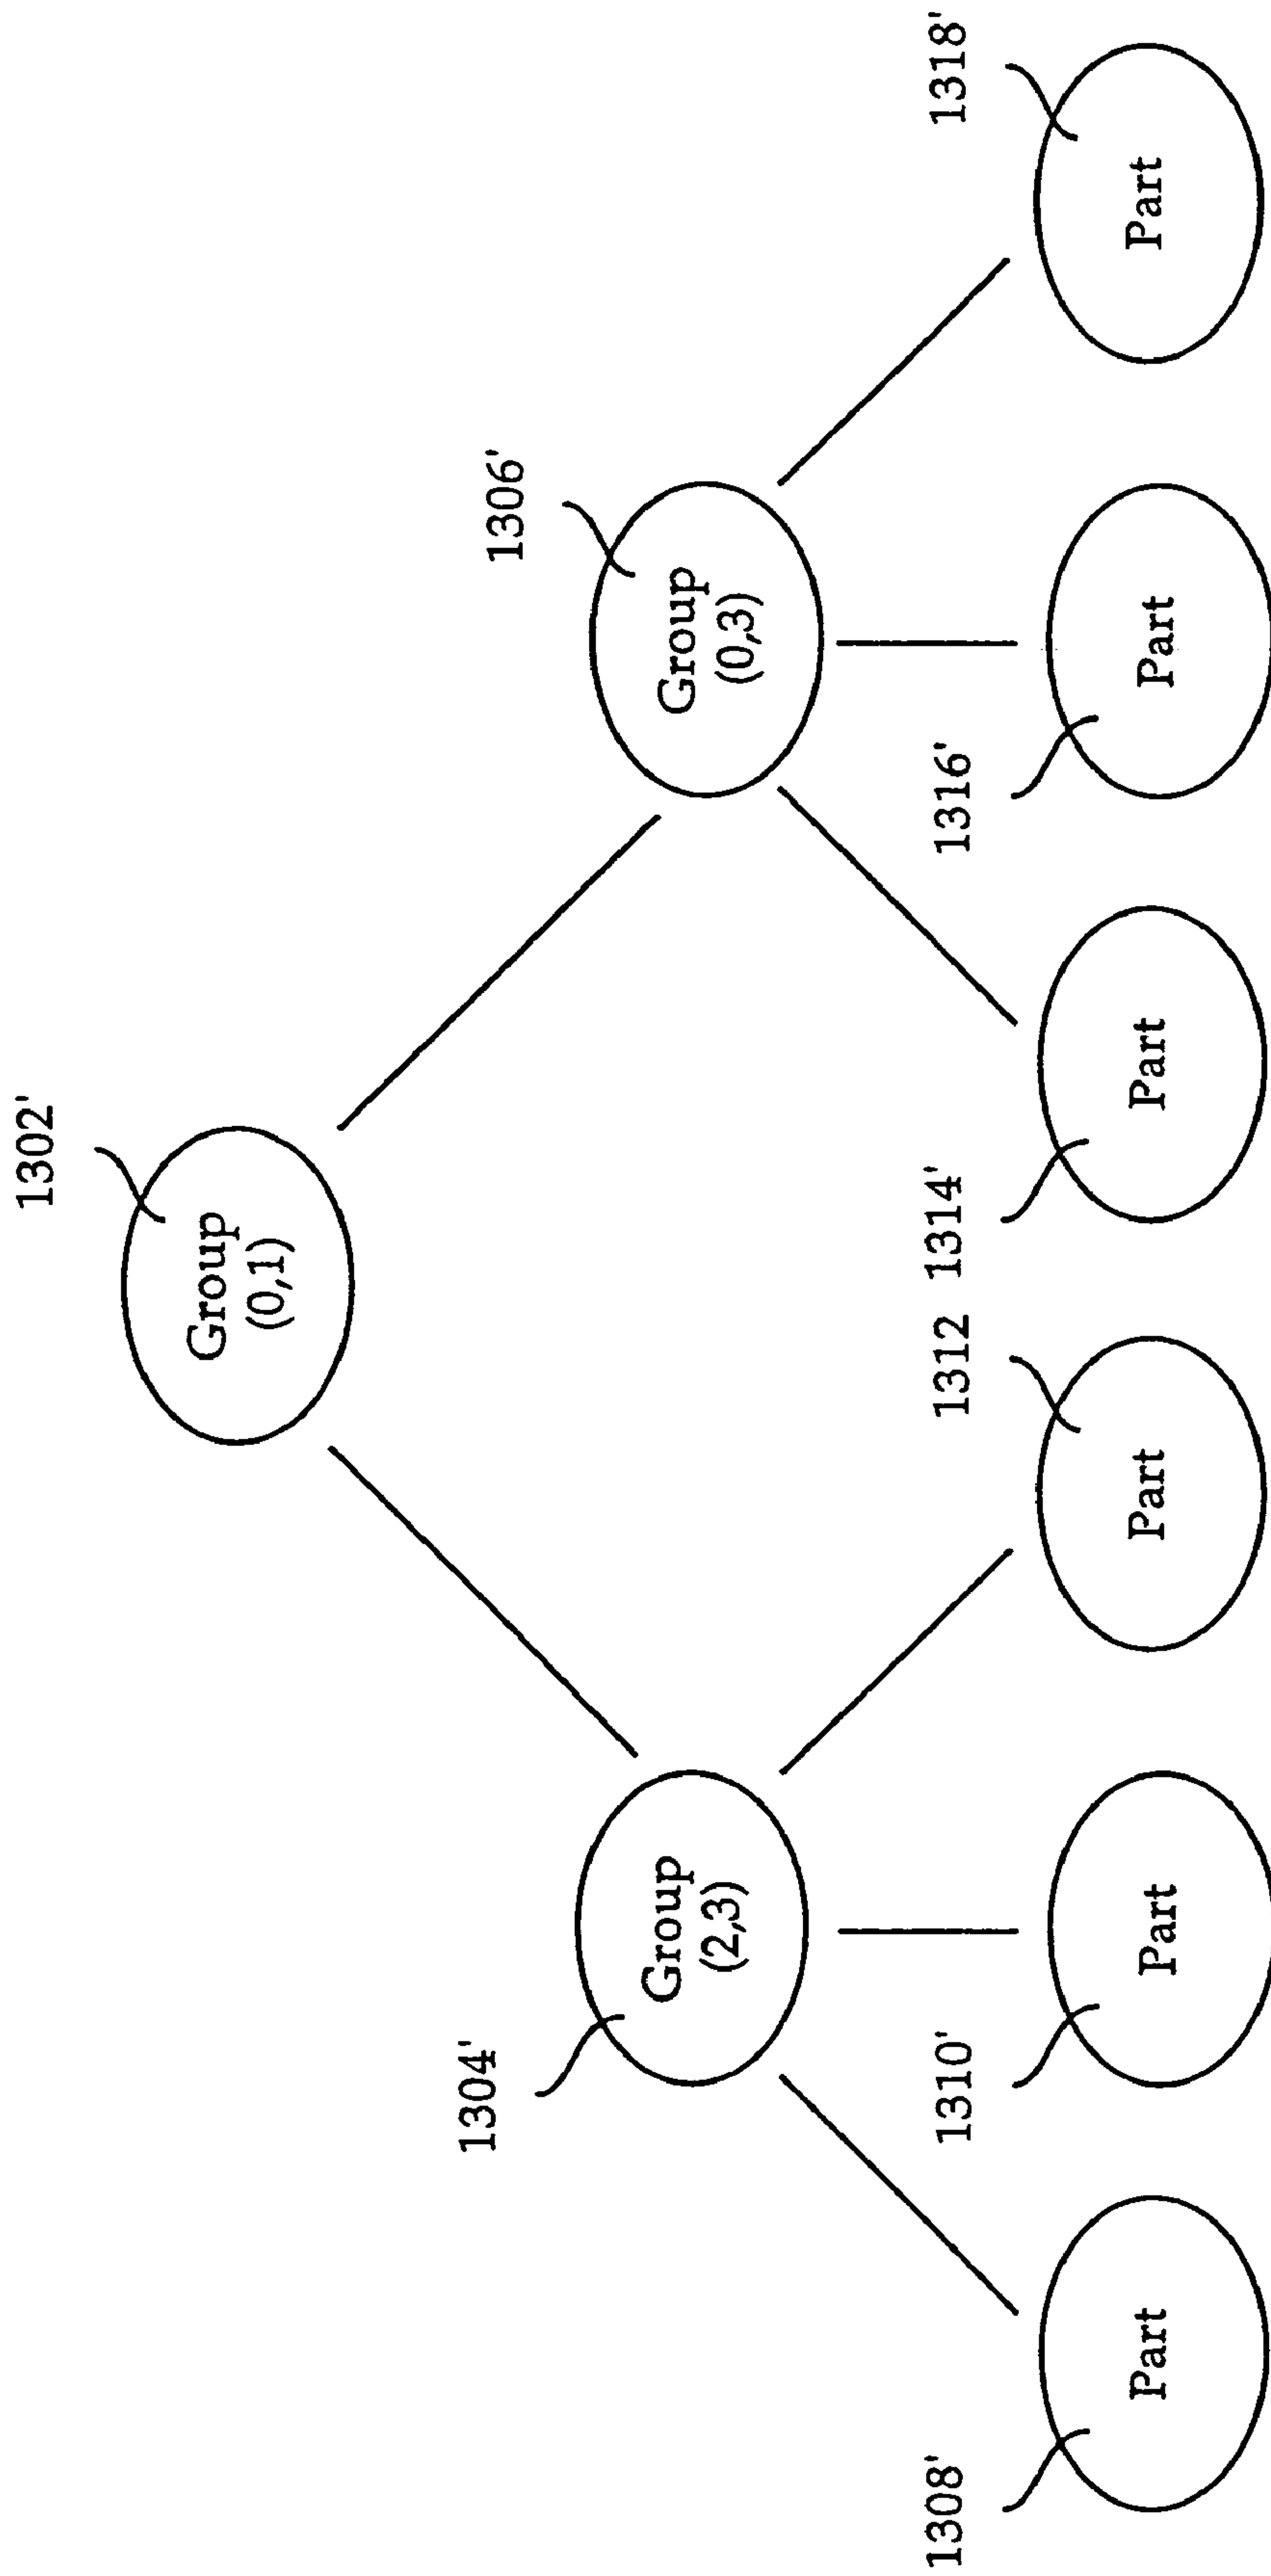 1302'
Group
(0,1)
1304'
Group
(2,3)
1306'
Group
(0,3)
1308'
Part
1310'
Part
1312
Part
1314'
Part
1316'
Part
1318'
Part